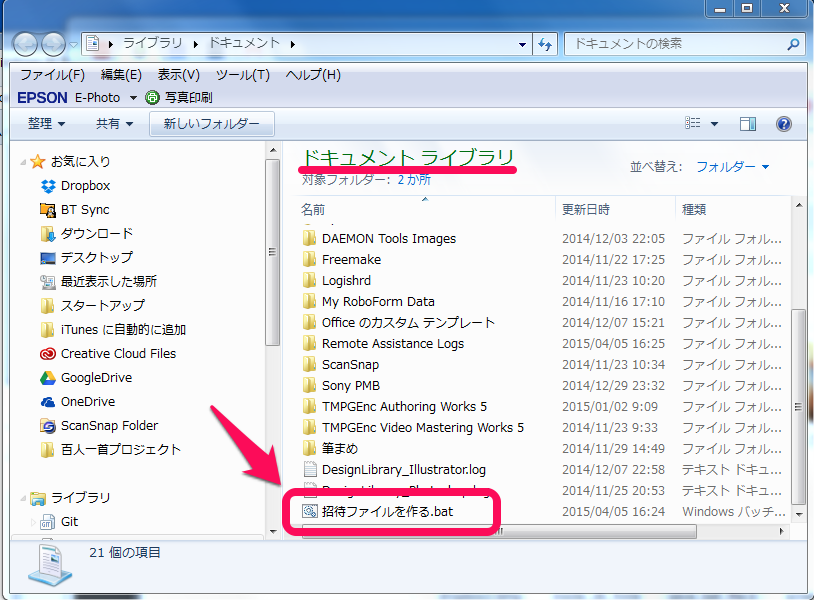 ライブラリ ドキュメント
ドキュメントの検索
ファイル(F) 編集(E) 表示(V) ツール(T) ヘルプ(H)
EPSON E-Photo 写真印刷
整理 共有 新しいフォルダー
お気に入り
Dropbox
BT Sync
ダウンロード
デスクトップ
最近表示した場所
スタートアップ
iTunes に自動的に追加
Creative Cloud Files
GoogleDrive
OneDrive
ScanSnap Folder
百人一首プロジェクト
ライブラリ
Git
ドキュメント ライブラリ
対象フォルダー: 2 か所
並べ替え: フォルダー
名前 更新日時 種類
DAEMON Tools Images 2014/12/03 22:05 ファイル フォル...
Freemake 2014/11/22 17:25 ファイル フォル...
Logishrd 2014/11/23 10:20 ファイル フォル...
My RoboForm Data 2014/11/16 17:10 ファイル フォル...
Office のカスタム テンプレート 2014/12/07 15:21 ファイル フォル...
Remote Assistance Logs 2015/04/05 16:25 ファイル フォル...
ScanSnap 2014/11/23 10:34 ファイル フォル...
Sony PMB 2014/12/29 23:32 ファイル フォル...
TMPGEnc Authoring Works 5 2015/01/02 9:09 ファイル フォル...
TMPGEnc Video Mastering Works 5 2014/11/23 9:33 ファイル フォル...
筆まめ 2014/11/29 14:49 ファイル フォル...
DesignLibrary_Illustrator.log 2014/12/07 22:58 テキスト ドキュ...
2014/11/25 20:53 テキスト ドキュ...
招待ファイルを作る.bat 2015/04/05 16:24 Windows バッチ...
21 個の項目